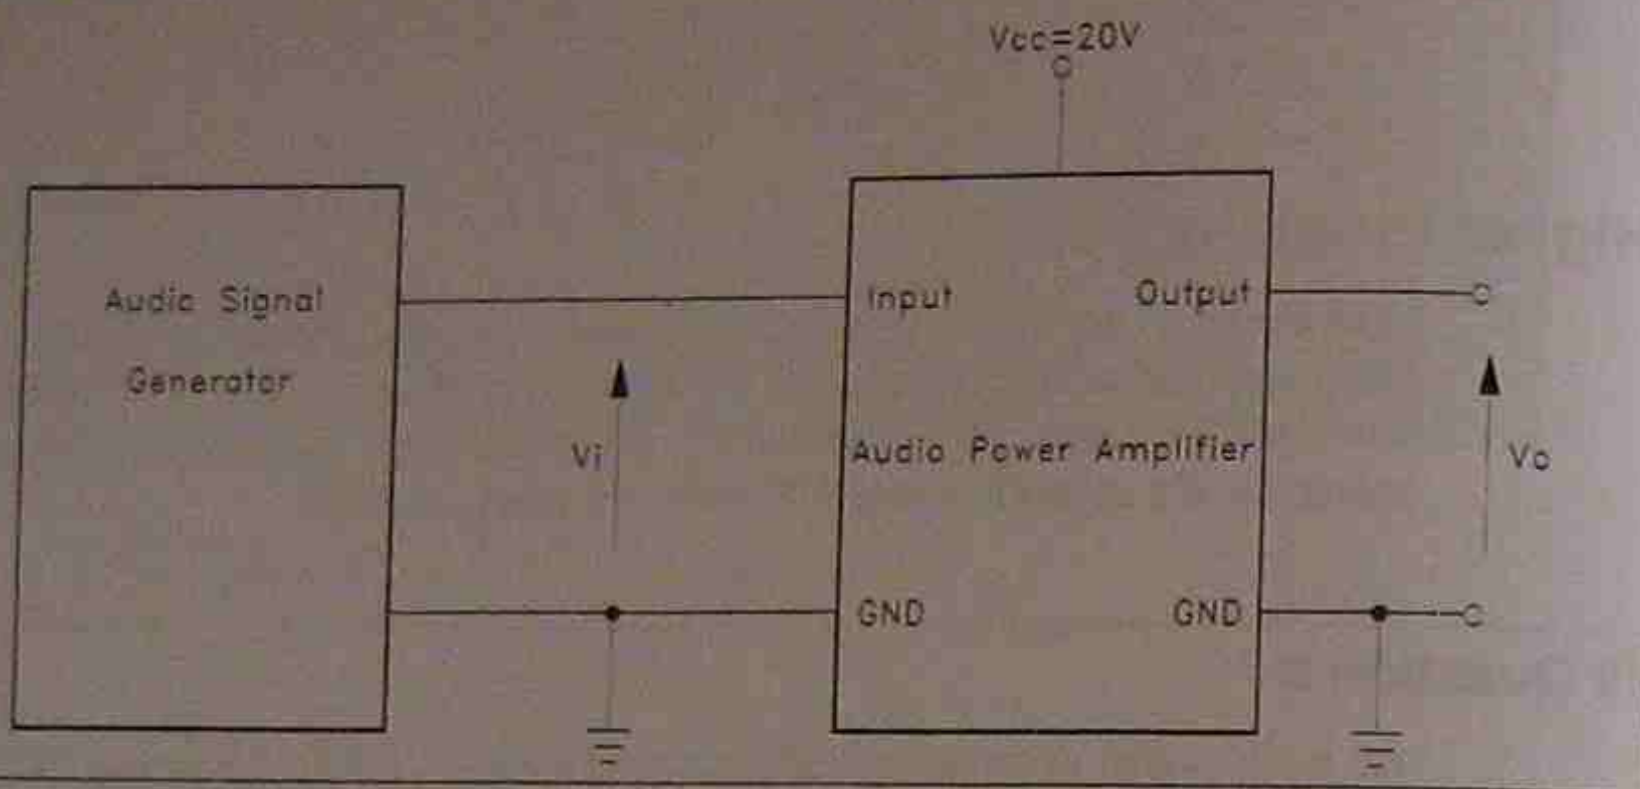 Vcc=20V
Audio Signal
Generator
Input
Output
Vi
Audio Power Amplifier
Vo
GND
GND